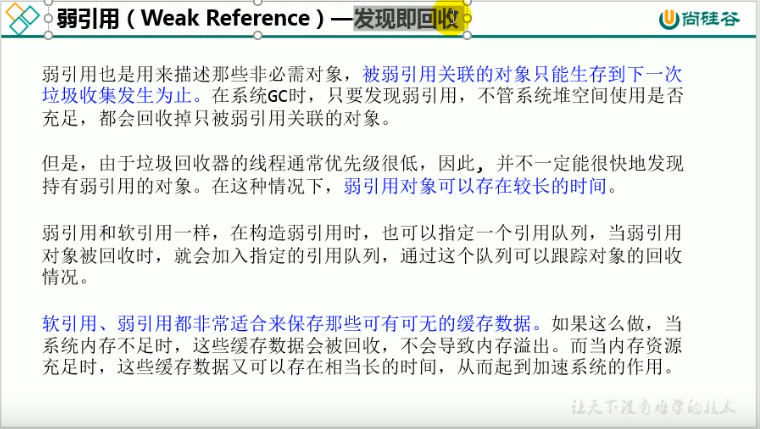 弱引用（Weak Reference）—发现即回收
尚硅谷
弱引用也是用来描述那些非必需对象，被弱引用关联的对象只能生存到下一次
垃圾收集发生为止。在系统GC时，只要发现弱引用，不管系统堆空间使用是否
充足，都会回收掉只被弱引用关联的对象。
但是，由于垃圾回收器的线程通常优先级很低，因此，并不一定能很快地发现
持有弱引用的对象。在这种情况下，弱引用对象可以存在较长的时间。
弱引用和软引用一样，在构造弱引用时，也可以指定一个引用队列，当弱引用
对象被回收时，就会加入指定的引用队列，通过这个队列可以跟踪对象的回收
情况。
软引用、弱引用都非常适合来保存那些可有可无的缓存数据。如果这么做，当
系统内存不足时，这些缓存数据会被回收，不会导致内存溢出。而当内存资源
充足时，这些缓存数据又可以存在相当长的时间，从而起到加速系统的作用。
让天下没有难学的技术